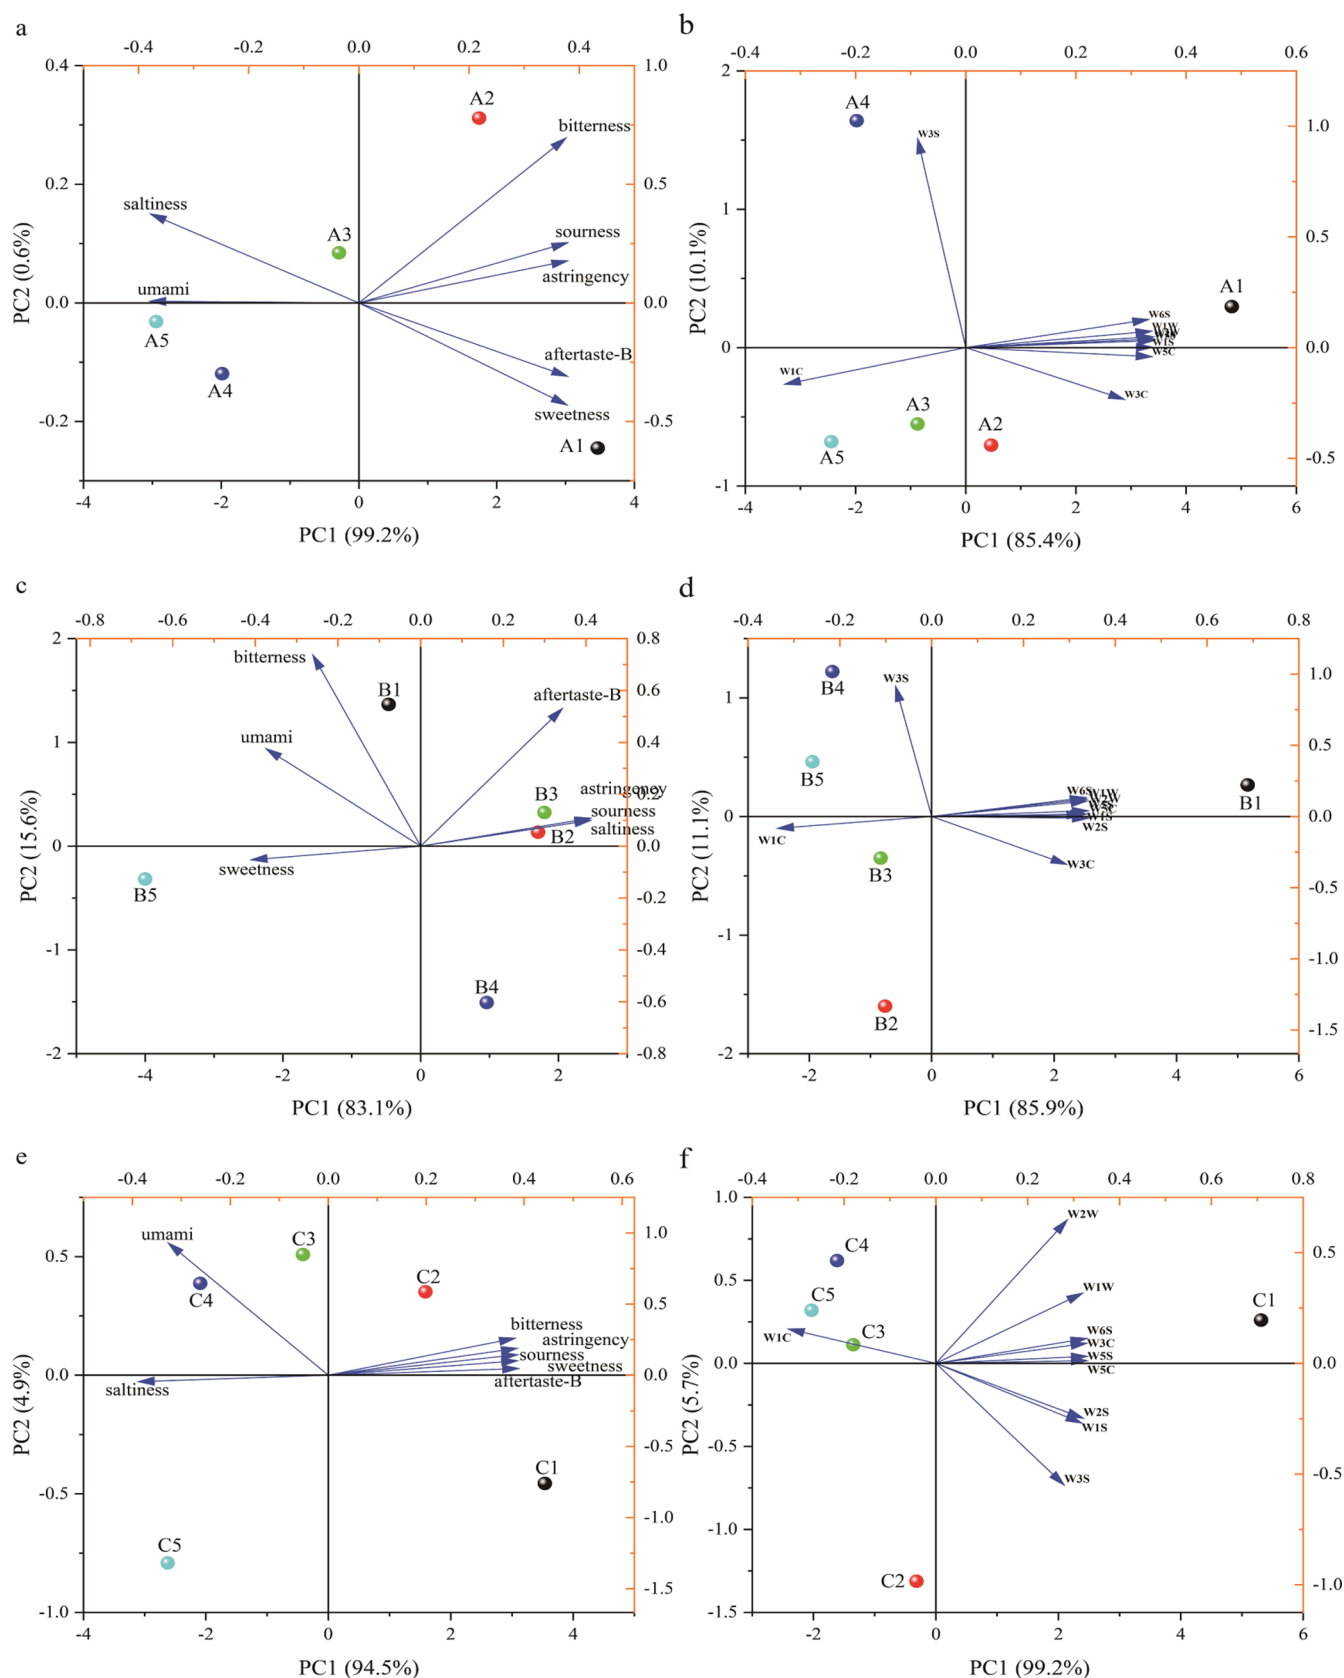 a
-0.4 -0.2 0.0 0.2 0.4
0.4 1.0
A2
bitterness
0.2 0.5
saltiness
A3 sourness
umami astringency
0.0 0.0
A5
aftertaste-B
A4
sweetness
-0.2 -0.5
A1
-4 -2 0 2 4
PC2 (0.6%)
PC1 (99.2%)
b
-0.4 -0.2 0.0 0.2 0.4 0.6
2
A4
W3S
1.0
1
0.5
A1
W6S
W1W
W1S
0 0.0
W5C
W1C
W3C
A3
A2
A5
-0.5
-1
-4 -2 0 2 4 6
PC2 (10.1%)
PC1 (85.4%)
c
-0.8 -0.6 -0.4 -0.2 0.0 0.2 0.4
2 0.8
bitterness
B1
aftertaste-B
0.6
umami
1 0.4
astringency
B3 0.2
sourness
B2 saltiness
0 0.0
sweetness
B5
-0.2
-1 -0.4
B4
-0.6
-2 -0.8
-4 -2 0 2
PC2 (15.6%)
PC1 (83.1%)
d
-0.4 -0.2 0.0 0.2 0.4 0.6 0.8
B4
W3S
1.0
1
B5
0.5
W6S W1W
W2W
B1
W1S
0 0.0
W2S
W1C
W3C
B3
-0.5
-1 -1.0
B2
-1.5
-2
-2 0 2 4 6
PC2 (11.1%)
PC1 (85.9%)
e
-0.4 -0.2 0.0 0.2 0.4 0.6
umami
C3
1.0
0.5
C4
C2
0.5
bitterness
astringency
sourness
sweetness
0.0 0.0
aftertaste-B
saltiness
-0.5
C1
-0.5
-1.0
C5
-1.5
-1.0
-4 -2 0 2 4
PC2 (4.9%)
PC1 (94.5%)
f
-0.4 -0.2 0.0 0.2 0.4 0.6 0.8
1.0
W2W
C4
0.5
0.5
C5
W1W
C1
W1C
C3
W6S
W3C
W5S
0.0 0.0
W5C
W2S
W1S
-0.5
W3S
-0.5
-1.0
C2
-1.0
-1.5
-2 0 2 4 6
PC2 (5.7%)
PC1 (99.2%)